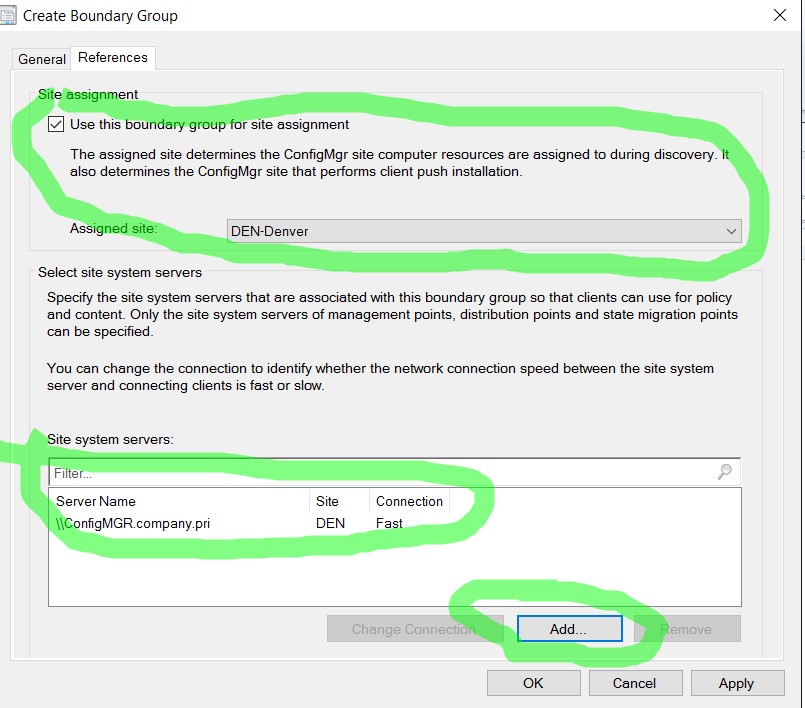 Create Boundary Group
General
References
Site assignment
Use this boundary group for site assignment
The assigned site determines the ConfigMgr site computer resources are assigned to during discovery. It
also determines the ConfigMgr site that performs client push installation.
Assigned site:
DEN-Denver
Select site system servers
Specify the site system servers that are associated with this boundary group so that clients can use for policy
and content. Only the site system servers of management points, distribution points and state migration points
can be specified.
You can change the connection to identify whether the network connection speed between the site system
server and connecting clients is fast or slow.
Site system servers:
Filter...
Server Name Site Connection
\\ConfigMGR.company.pri DEN Fast
Change Connection Add... Remove
OK Cancel Apply